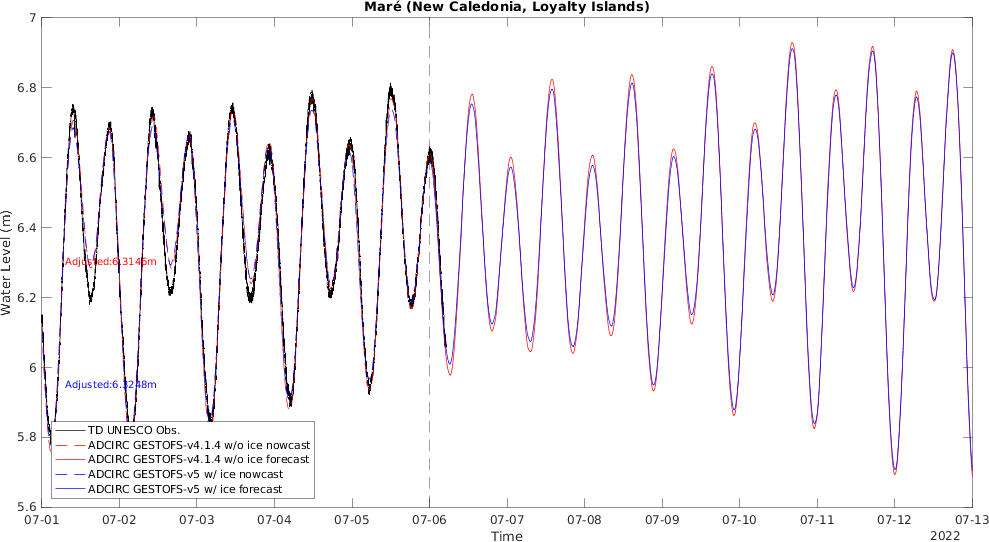 Maré (New Caledonia, Loyalty Islands)
Water Level (m)
7
6.8
6.6
6.4
6.2
6
5.8
5.6
Adjusted:6.3146m
Adjusted:6.3248m
TD UNESCO Obs.
ADCIRC GESTOFS-v4.1.4 w/o ice nowcast
ADCIRC GESTOFS-v4.1.4 w/o ice forecast
ADCIRC GESTOFS-v5 w/ ice nowcast
ADCIRC GESTOFS-v5 w/ ice forecast
07-01 07-02 07-03 07-04 07-05 07-06 07-07 07-08 07-09 07-10 07-11 07-12 07-13
Time
2022